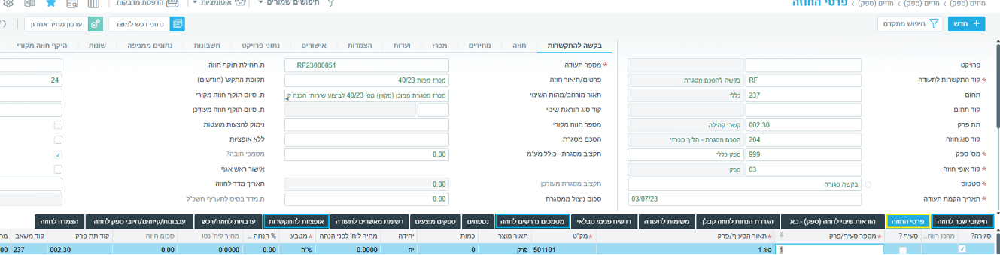 חוזים (ספק) > חוזים (ספק) > חוזים (ספק) > פרטי החוזה
חיפושים שמורים
אוטומציות
הדפסת מדבקות
+ חדש
חיפוש מתקדם
נתוני רכש למוצר
עדכון מחיר אחרון
בקשה להתקשרות
חוזה
מחירים
מכרז
ועדות
הצמדות
אישורים
נתוני פרויקט
חשבונות
נתונים ממניפה
שונות
היקף חוזה מקורי
פרויקט
* קוד התקשרות לתעודה RF בקשה להסכם מסגרת
תחום 237 כללי
קוד תחום
תת פרק 002.30 קשרי קהילה
קוד סוג חוזה 204 הסכם מסגרת - הליך מכרזי
* מס' ספק 999 ספק כללי
* קוד אופי חוזה 03 ספק
* סטטוס בקשה סגורה
* תאריך הקמת תעודה 03/07/23
* מספר תעודה RF23000051
פרטים/תיאור חוזה מכרז מפות 40/23
תאור מורחב/מהות השינוי מכרז מסגרת ממוכן (מקוון) מס' 40/23 לביצוע שירותי הכנה ק
קוד סוג הוראת שינוי
מספר חוזה מקורי
הסכם מסגרת
תקציב מסגרת - כולל מע"מ 0.00
תקציב מסגרת מעודכן 0.00
סכום ניצול ממסגרת 0.00
ת.תחילת תוקף חוזה
תקופת התקש' (חודשים) 24
ת. סיום תוקף חוזה מקורי
ת. סיום תוקף חוזה מעודכן
נימוק להצעות מועטות
ללא אופציות
מסמכי חובה?
אישור ראש אגף
תאריך מדד לחוזה
ת.מדד בסיס לתעריף חשכ"ל
חישובי שכר לחוזה
פרטי החוזה
הוראות שינוי לחוזה (ספק) - נ.א
הגדרת הנחות לחוזה קבלן
משימות לתעודה
דו שיח פנימי טבלאי
מסמכים נדרשים לחוזה
נספחים
ספקים מוצעים
רשימת מאשרים לתעודה
אופציות להתקשרות
ערבויות לחוזה/רכש
עכבונות/קיזוזים/חיובי ספק לחוזה
הצמדה לחוזה
סגורה? מרכז רווח... סעיף ? * מספר סעיף/פרק * תאור הסעיף/פרק * מק"ט תאור מוצר כמות יחידה מחיר ליח' לפני הנחה * מטבע % הנחה ... מחיר ליח' נטו סכום חוזה קוד תת פרק קוד משאב
1 סוג 1 501101 פרק 0 יח 0.0000 ש"ח 0.00 0.0000 0.00 002.30 237